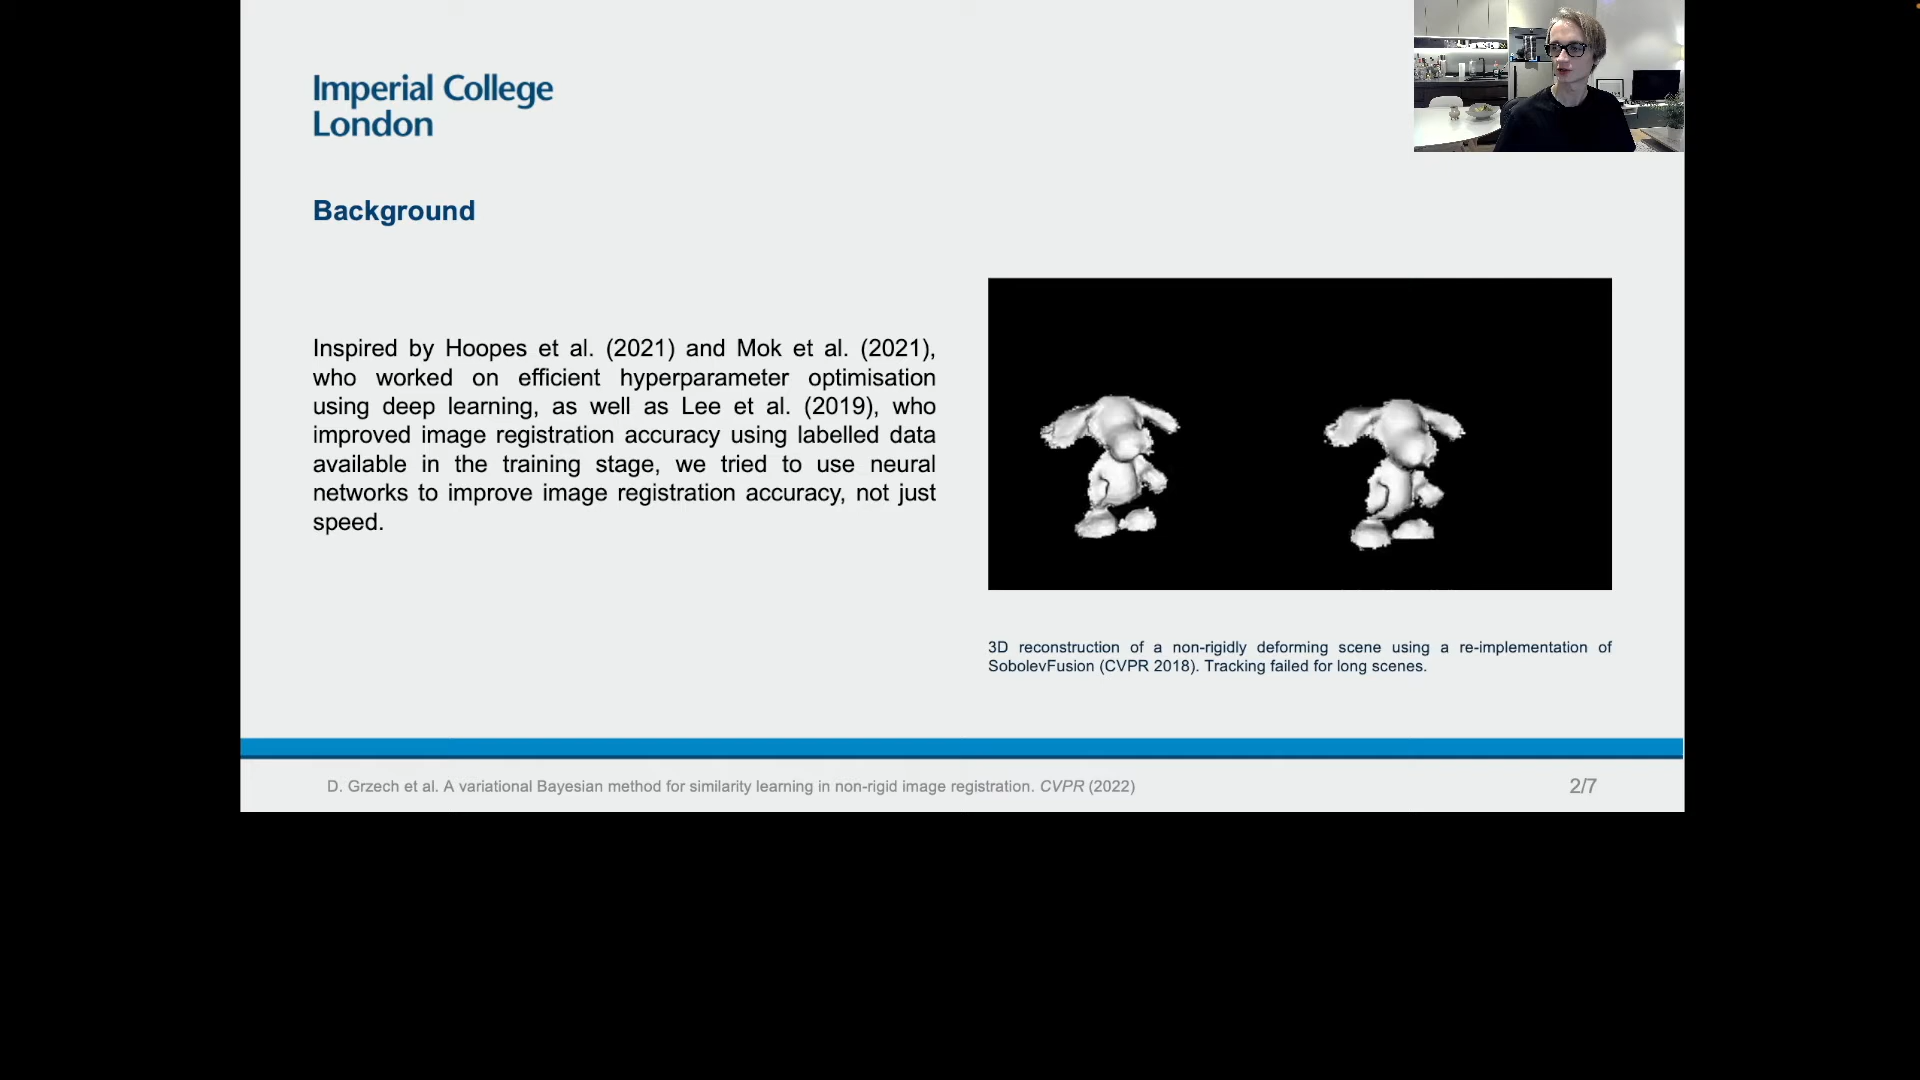 Imperial College
London
Background
Inspired by Hoopes et al. (2021) and Mok et al. (2021),
who worked on efficient hyperparameter optimisation
using deep learning, as well as Lee et al. (2019), who
improved image registration accuracy using labelled data
available in the training stage, we tried to use neural
networks to improve image registration accuracy, not just
speed.
3D reconstruction of a non-rigidly deforming scene using a re-implementation of
SobolevFusion (CVPR 2018). Tracking failed for long scenes.
D. Grzech et al. A variational Bayesian method for similarity learning in non-rigid image registration. CVPR (2022)
2/7